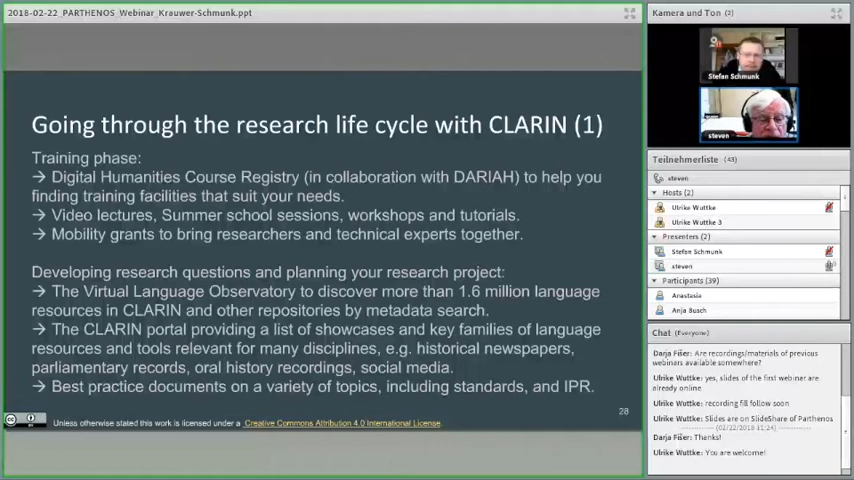 2018-02-22_PARTHENOS_Webinar_Krauwer-Schmunk.ppt
Going through the research life cycle with CLARIN (1)
Training phase:
→ Digital Humanities Course Registry (in collaboration with DARIAH) to help you
finding training facilities that suit your needs.
→ Video lectures, Summer school sessions, workshops and tutorials.
→ Mobility grants to bring researchers and technical experts together.
Developing research questions and planning your research project:
→ The Virtual Language Observatory to discover more than 1.6 million language
resources in CLARIN and other repositories by metadata search.
→ The CLARIN portal providing a list of showcases and key families of language
resources and tools relevant for many disciplines, e.g. historical newspapers,
parliamentary records, oral history recordings, social media.
→ Best practice documents on a variety of topics, including standards, and IPR.
28
Unless otherwise stated this work is licensed under a Creative Commons Attribution 4.0 International License.
Kamera und Ton (2)
Stefan Schmunk
steven
Teilnehmerliste (43)
steven
Hosts (2)
Ulrike Wuttke
Ulrike Wuttke 3
Presenters (2)
Stefan Schmunk
steven
Participants (39)
Anastasia
Anja Busch
Chat (Everyone)
Darja Fišer: Are recordings/materials of previous
webinars available somewhere?
Ulrike Wuttke: yes, slides of the first webinar are
already online
Ulrike Wuttke: recording fill follow soon
Ulrike Wuttke: Slides are on SlideShare of Parthenos
(02/22/2018 11:24)
Darja Fišer: Thanks!
Ulrike Wuttke: You are welcome!